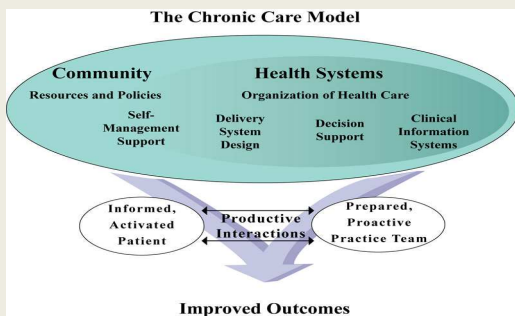 The Chronic Care Model
Community
Health Systems
Resources and Policies
Organization of Health Care
Self-
Management
Support
Delivery
System
Design
Decision
Support
Clinical
Information
Systems
Informed,
Activated
Patient
Productive
Interactions
Prepared,
Proactive
Practice Team
Improved Outcomes